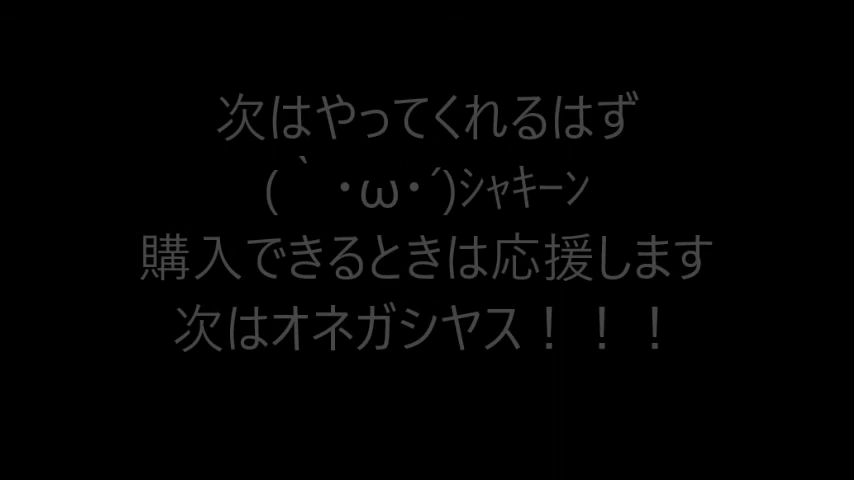 次はやってくれるはず
(｀･ω･´)ｼｬｷｰﾝ
購入できるときは応援します
次はオネガシヤス！！！